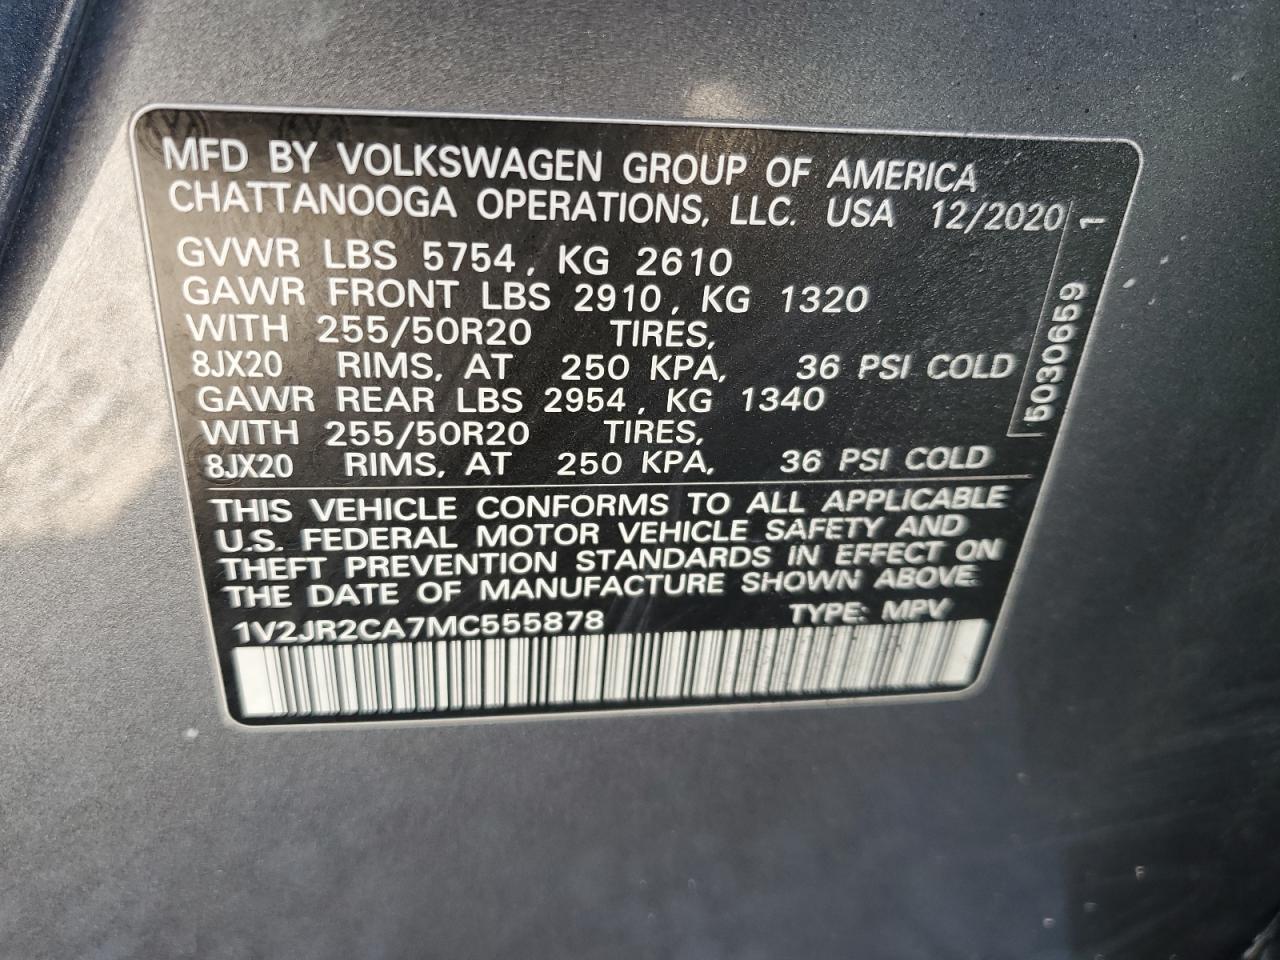 MFD BY VOLKSWAGEN GROUP OF AMERICA
CHATTANOOGA OPERATIONS, LLC. USA 12/2020
GVWR LBS 5754, KG 2610
GAWR FRONT LBS 2910, KG 1320
WITH 255/50R20 TIRES,
8JX20 RIMS, AT 250 KPA, 36 PSI COLD
GAWR REAR LBS 2954, KG 1340
WITH 255/50R20 TIRES,
8JX20 RIMS, AT 250 KPA, 36 PSI COLD
5030659 1
THIS VEHICLE CONFORMS TO ALL APPLICABLE
U.S. FEDERAL MOTOR VEHICLE SAFETY AND
THEFT PREVENTION STANDARDS IN EFFECT ON
THE DATE OF MANUFACTURE SHOWN ABOVE
1V2JR2CA7MC555878 TYPE: MPV